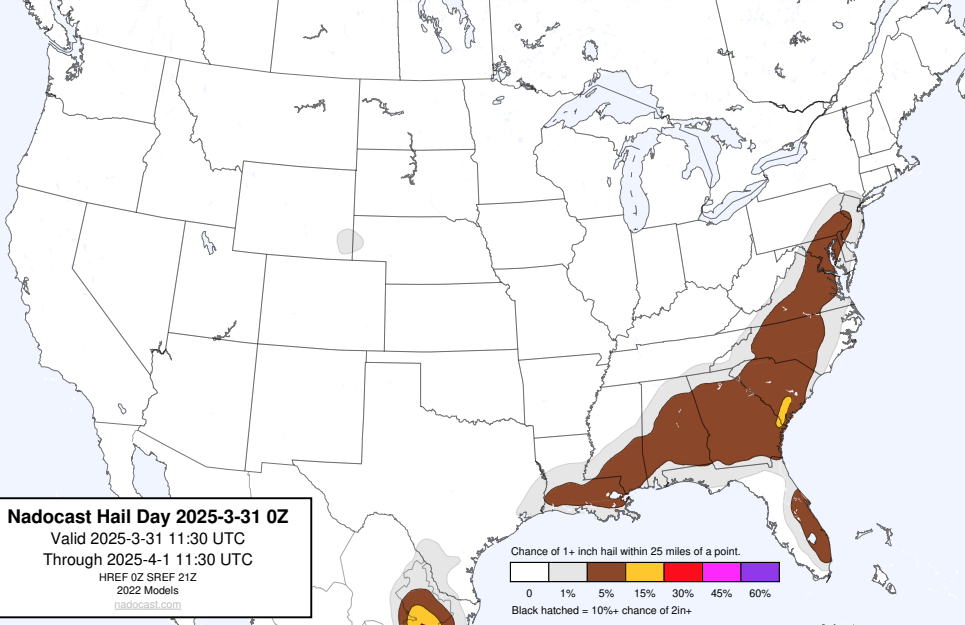 Nadocast Hail Day 2025-3-31 0Z
Valid 2025-3-31 11:30 UTC
Through 2025-4-1 11:30 UTC
HREF 0Z SREF 21Z
2022 Models
nadocast.com
Chance of 1+ inch hail within 25 miles of a point.
0 1% 5% 15% 30% 45% 60%
Black hatched = 10%+ chance of 2in+